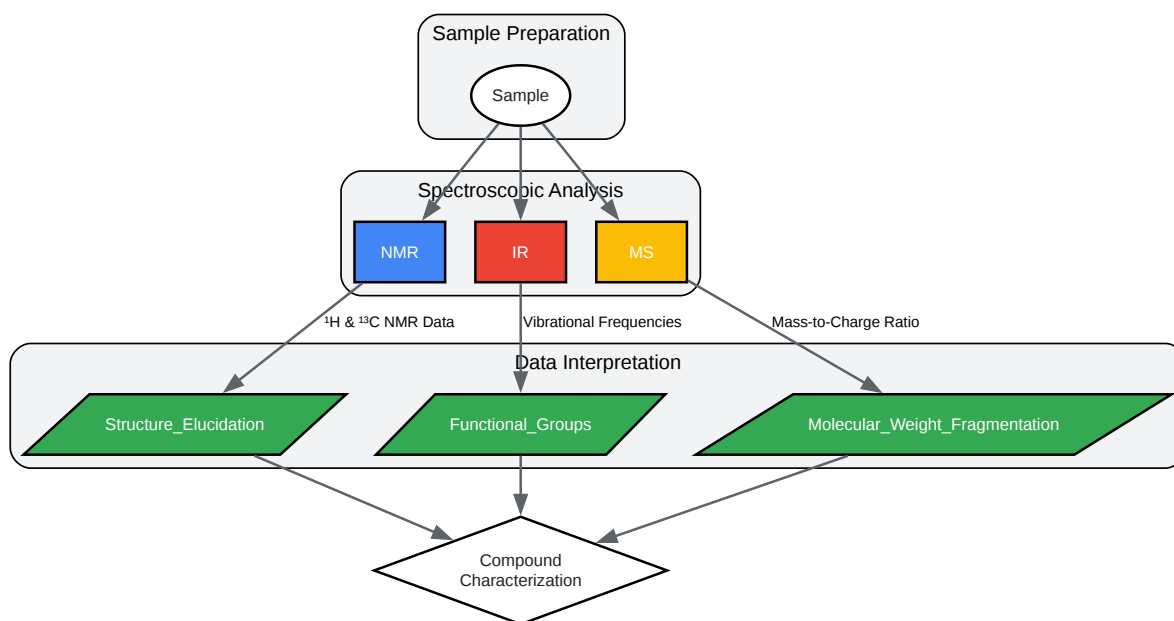 Sample Preparation
Sample
Spectroscopic Analysis
NMR
IR
MS
¹H & ¹³C NMR Data
Vibrational Frequencies
Mass-to-Charge Ratio
Data Interpretation
Structure_Elucidation
Functional_Groups
Molecular_Weight_Fragmentation
Compound
Characterization